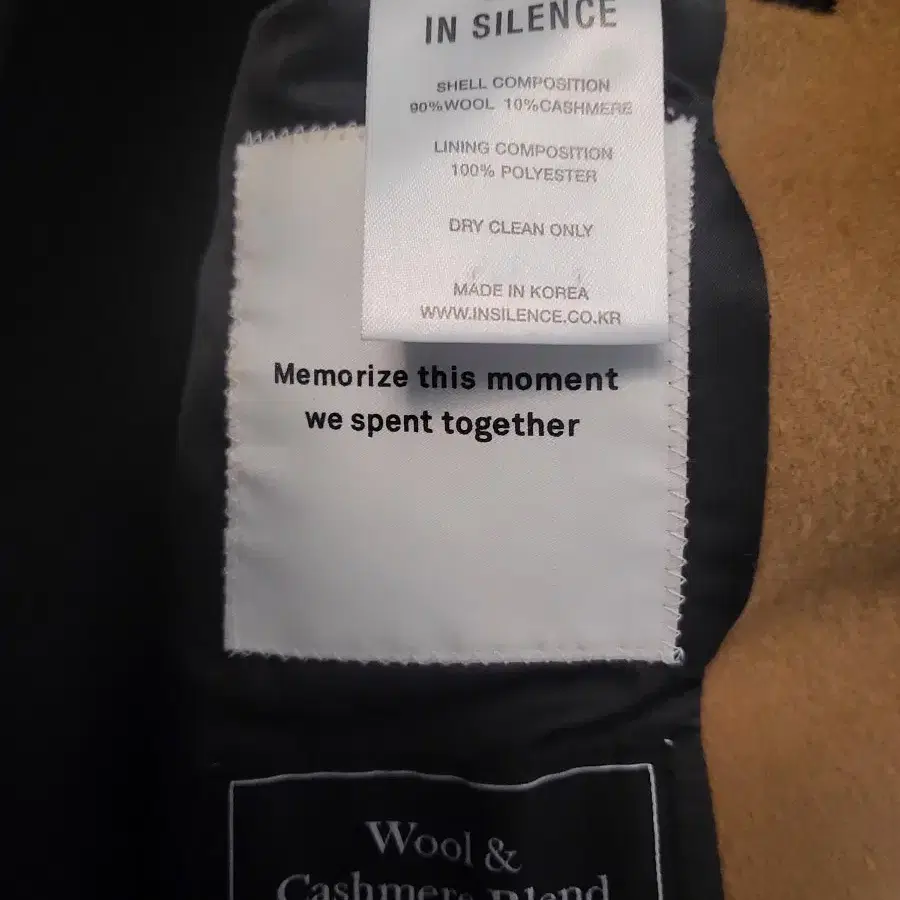 IN SILENCE
SHELL COMPOSITION
90%WOOL 10%CASHMERE
LINING COMPOSITION
100% POLYESTER
DRY CLEAN ONLY
MADE IN KOREA
WWW.INSILENCE.CO.KR
Memorize this moment
we spent together
Wool &
Cashmere Blend